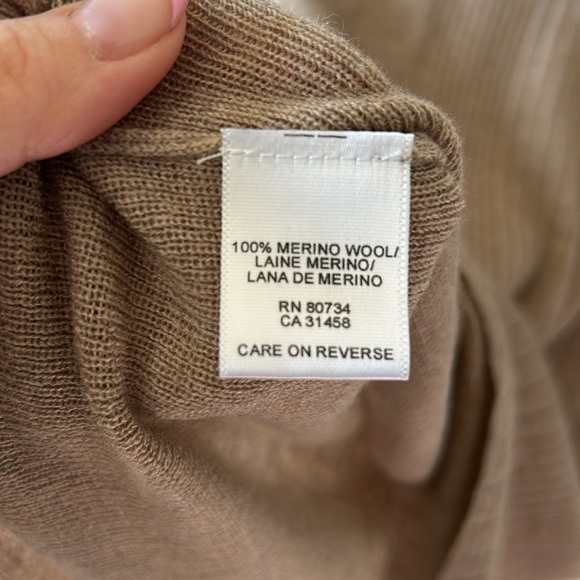 100% MERINO WOOL/
LAINE MERINO/
LANA DE MERINO
RN 80734
CA 31458
CARE ON REVERSE